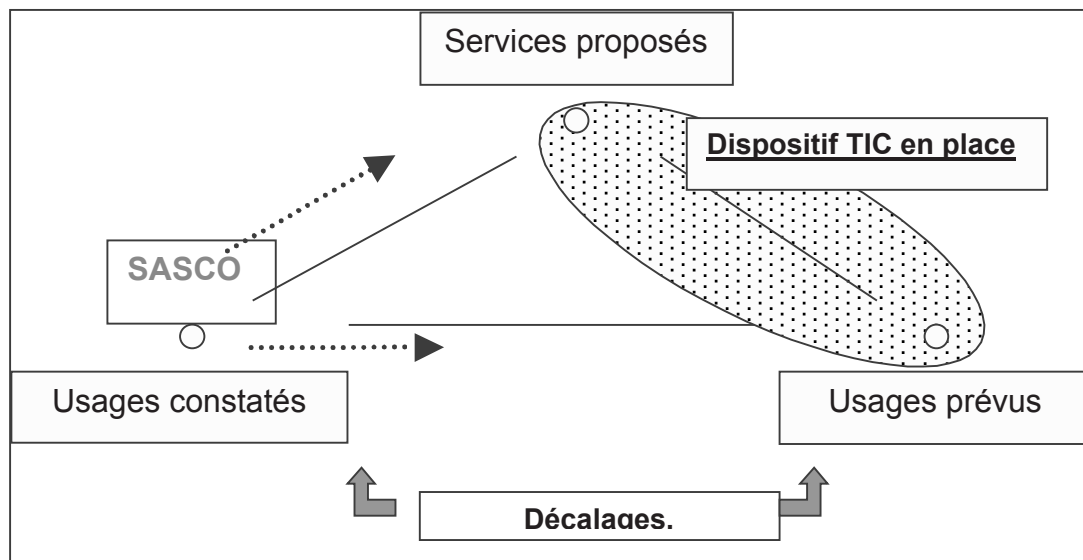 Services proposés
Dispositif TIC en place
SASCO
Usages constatés
Usages prévus
Décalages.